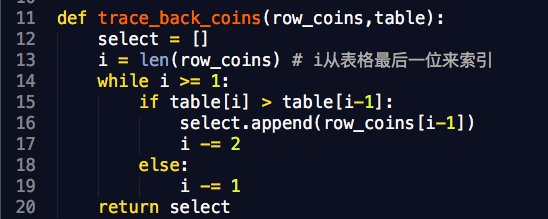 11 def trace_back_coins(row_coins,table):
12     select = []
13     i = len(row_coins) # i从表格最后一位来索引
14     while i >= 1:
15         if table[i] > table[i-1]:
16             select.append(row_coins[i-1])
17             i -= 2
18         else:
19             i -= 1
20     return select